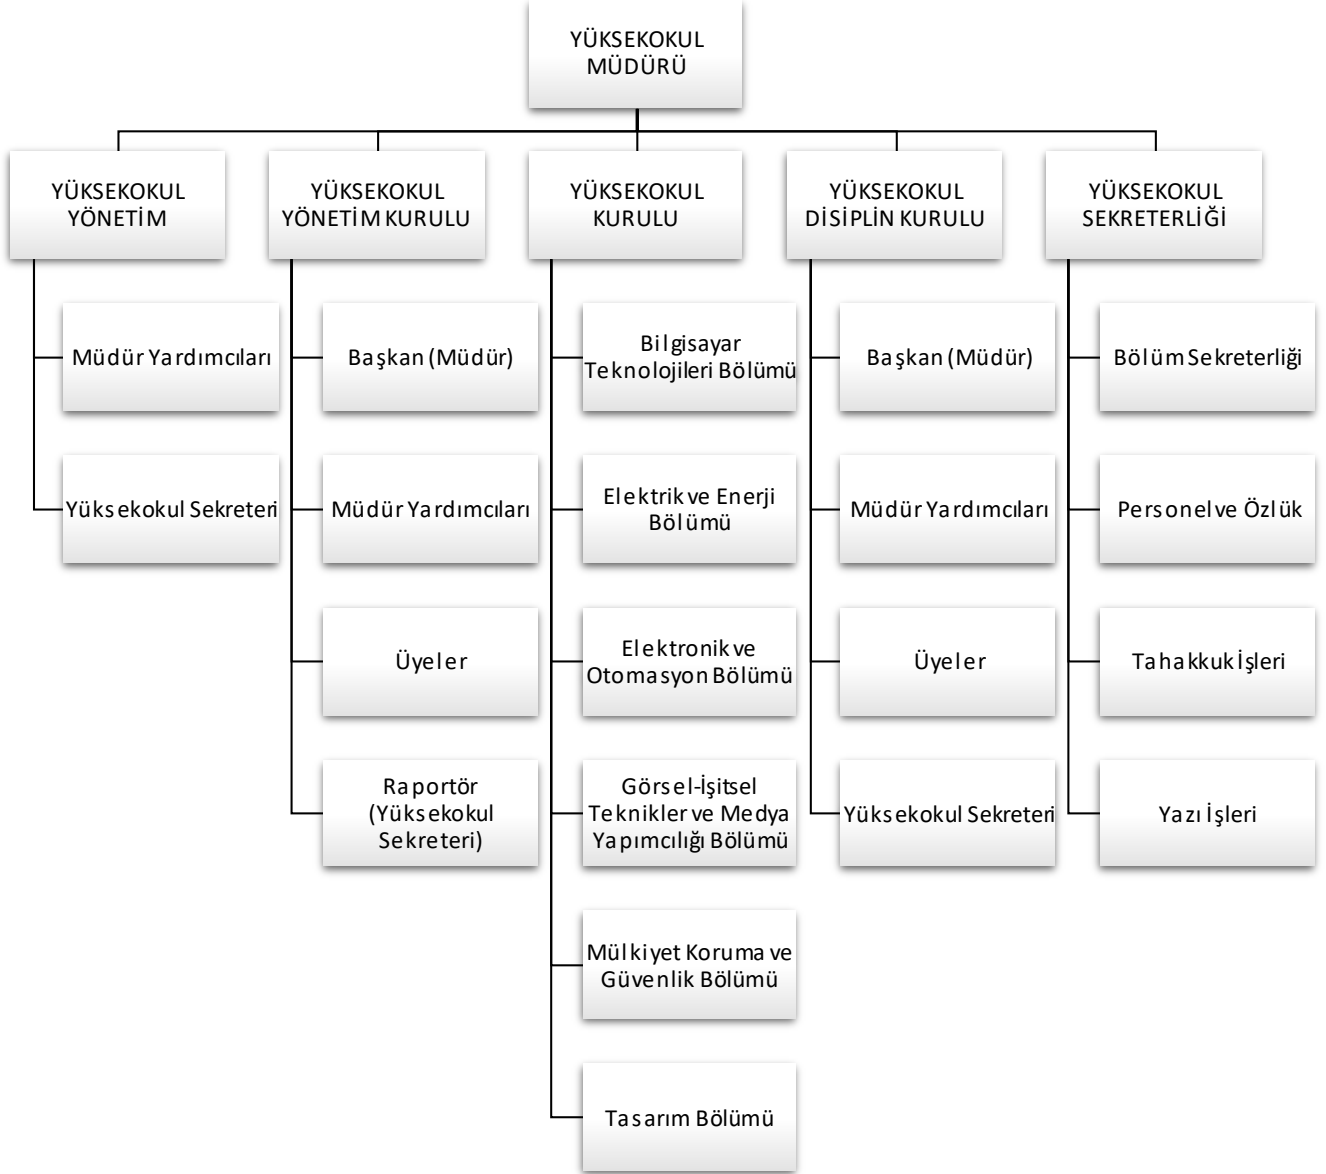 YÜKSEKOKUL
MÜDÜRÜ
YÜKSEKOKUL
YÖNETİM
YÜKSEKOKUL
YÖNETİM KURULU
YÜKSEKOKUL
KURULU
YÜKSEKOKUL
DİSİPLİN KURULU
YÜKSEKOKUL
SEKRETERLİĞİ
Müdür Yardımcıları
Yüksekokul Sekreteri
Başkan (Müdür)
Müdür Yardımcıları
Üyeler
Raportör
(Yüksekokul
Sekreteri)
Bilgisayar
Teknolojileri Bölümü
Elektrik ve Enerji
Bölümü
Elektronik ve
Otomasyon Bölümü
Görsel-İşitsel
Teknikler ve Medya
Yapımcılığı Bölümü
Mülkiyet Koruma ve
Güvenlik Bölümü
Tasarım Bölümü
Başkan (Müdür)
Müdür Yardımcıları
Üyeler
Yüksekokul Sekreteri
Bölüm Sekreterliği
Personel ve Özlük
Tahakkuk İşleri
Yazı İşleri